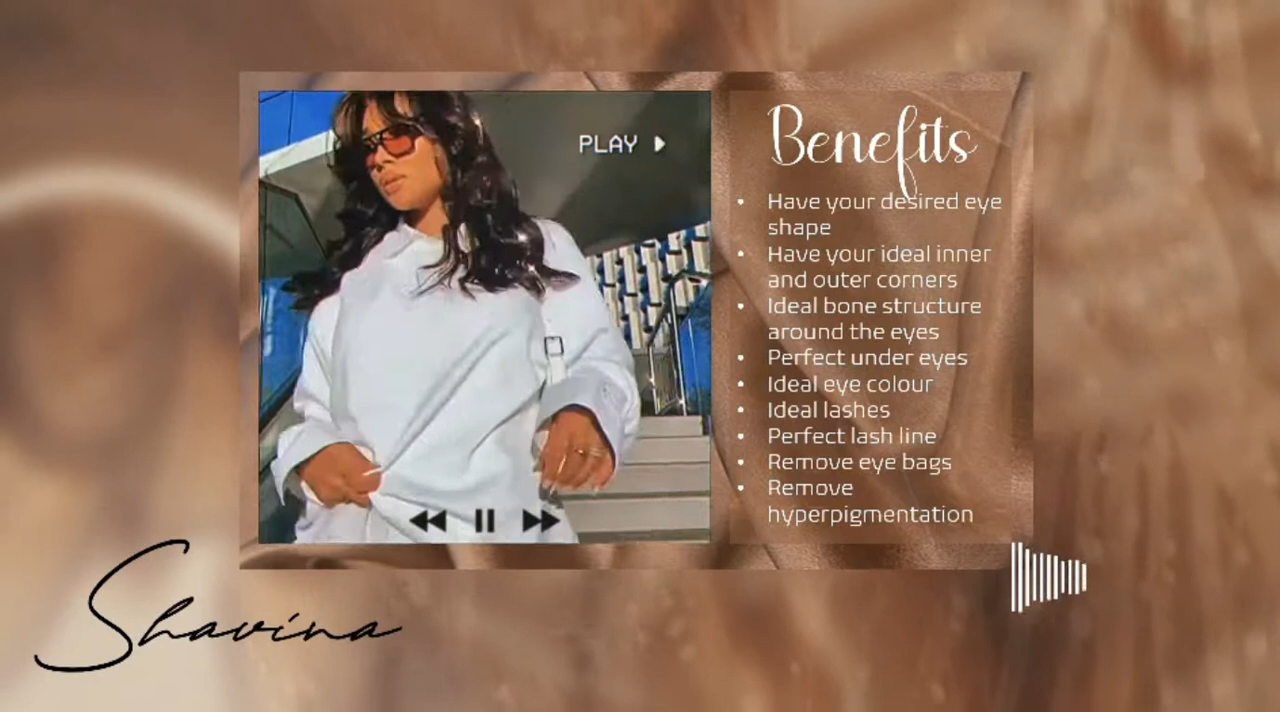 PLAY
Benefits
• Have your desired eye
shape
• Have your ideal inner
and outer corners
• Ideal bone structure
around the eyes
• Perfect under eyes
• Ideal eye colour
• Ideal lashes
• Perfect lash line
• Remove eye bags
• Remove
hyperpigmentation
Shavina